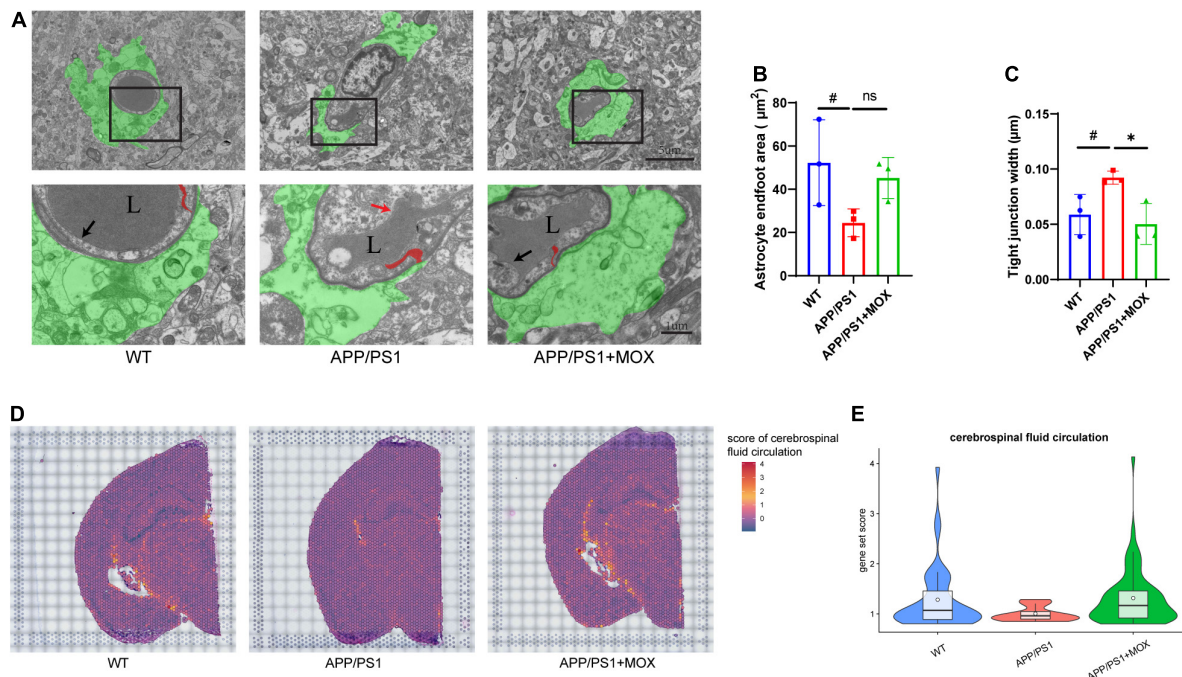 A
5um
L
L
L
1um
WT
APP/PS1
APP/PS1+MOX
B
Astrocyte endfoot area ( μm²)
80
60
40
20
0
#
ns
WT
APP/PS1
APP/PS1+MOX
C
Tight junction width (μm)
0.15
0.10
0.05
0.00
#
*
WT
APP/PS1
APP/PS1+MOX
D
score of cerebrospinal
fluid circulation
4
3
2
1
0
WT
APP/PS1
APP/PS1+MOX
E
cerebrospinal fluid circulation
gene set score
4
3
2
1
WT
APP/PS1
APP/PS1+MOX